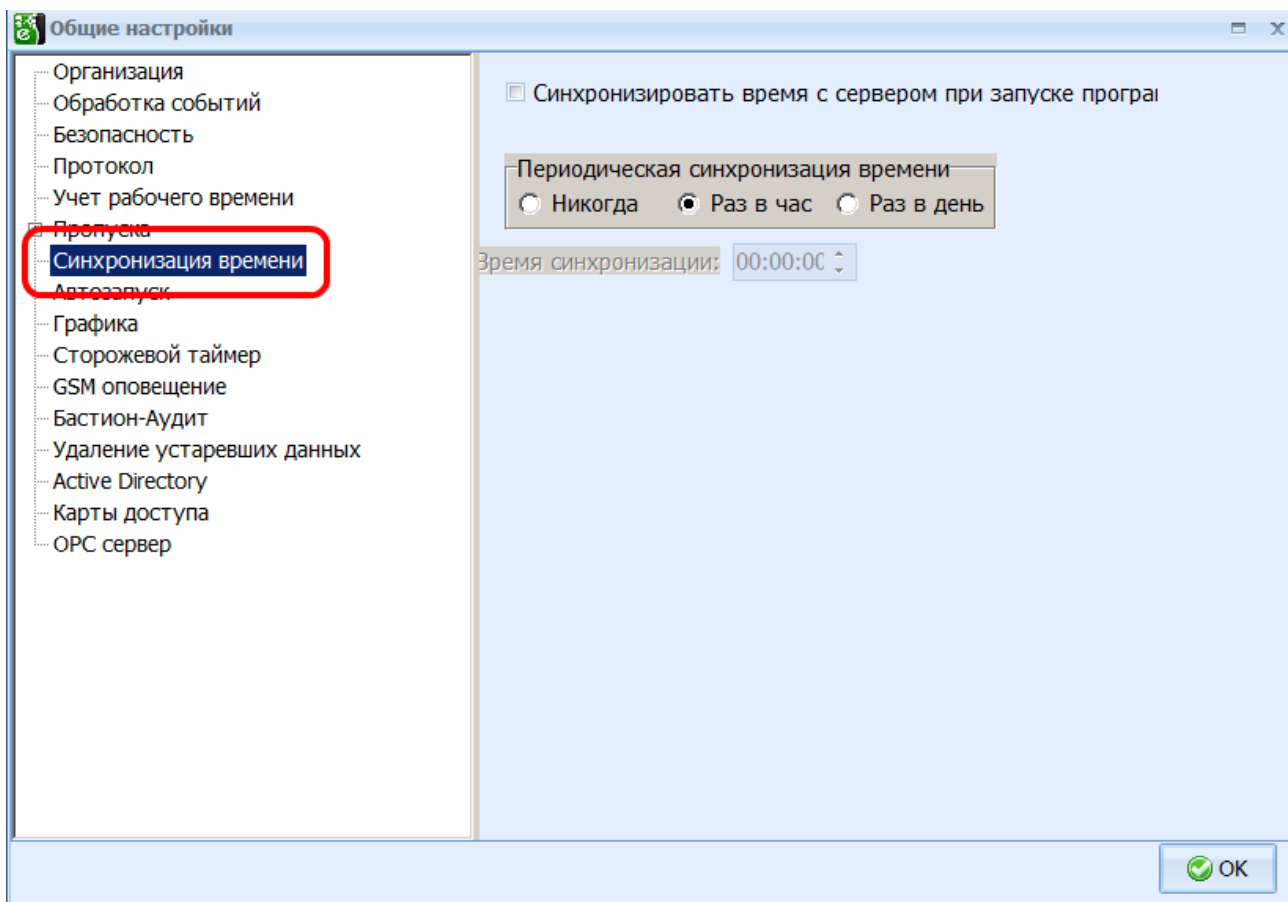 Общие настройки
Организация
Обработка событий
Безопасность
Протокол
Учет рабочего времени
Пропуска
Синхронизация времени
Автозапуск
Графика
Сторожевой таймер
GSM оповещение
Бастион-Аудит
Удаление устаревших данных
Active Directory
Карты доступа
OPC сервер
Синхронизировать время с сервером при запуске програ
Периодическая синхронизация времени
Никогда Раз в час Раз в день
Время синхронизации: 00:00:00
OK